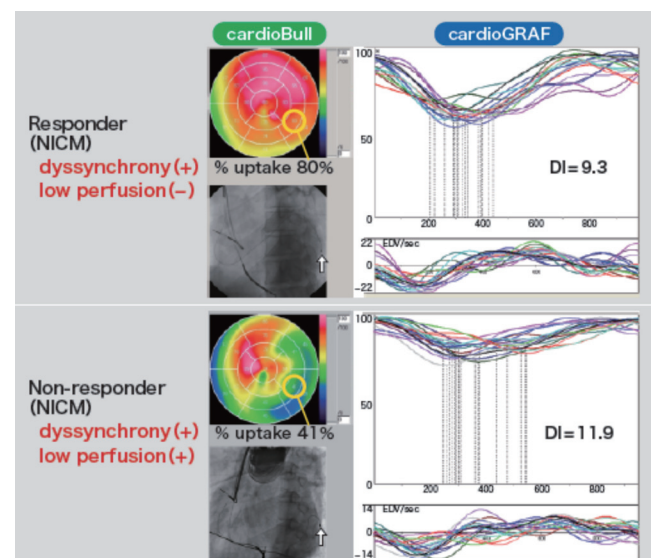 cardioBull
cardioGRAF
Responder
(NICM)
dyssynchrony(+)
low perfusion(−)
% uptake 80%
100
50
0
200 400 600 800
DI=9.3
22
EDV/sec
0
−22
Non-responder
(NICM)
dyssynchrony(+)
low perfusion(+)
% uptake 41%
100
50
0
200 400 600 800
DI=11.9
14
EDV/sec
0
−14